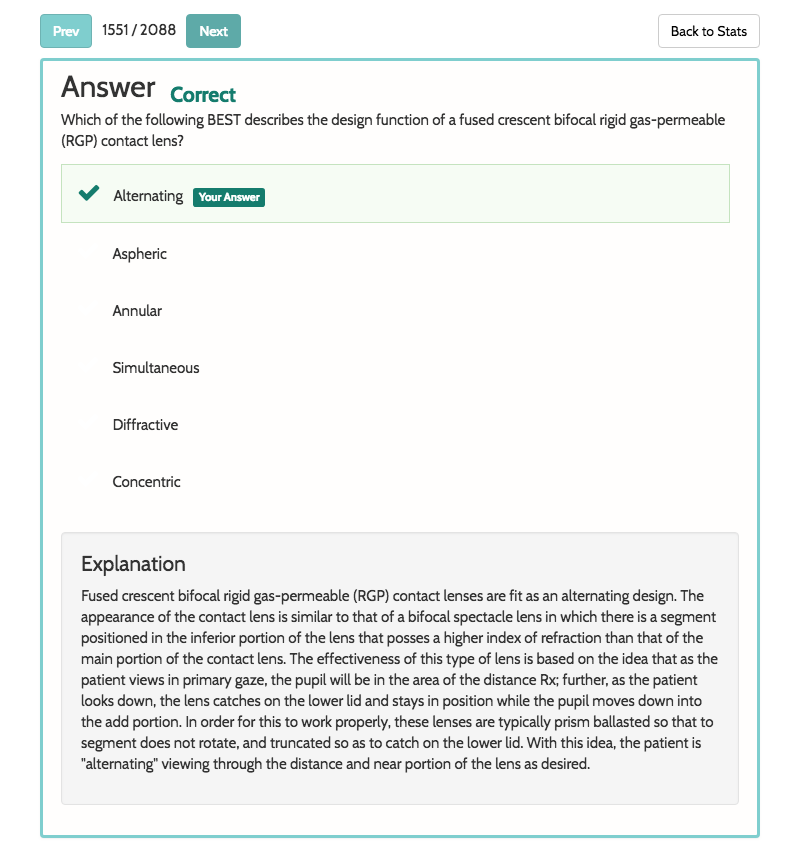 Prev 1551 / 2088 Next Back to Stats
Answer Correct
Which of the following BEST describes the design function of a fused crescent bifocal rigid gas-permeable
(RGP) contact lens?
Alternating Your Answer
Aspheric
Annular
Simultaneous
Diffractive
Concentric
Explanation
Fused crescent bifocal rigid gas-permeable (RGP) contact lenses are fit as an alternating design. The
appearance of the contact lens is similar to that of a bifocal spectacle lens in which there is a segment
positioned in the inferior portion of the lens that posses a higher index of refraction than that of the
main portion of the contact lens. The effectiveness of this type of lens is based on the idea that as the
patient views in primary gaze, the pupil will be in the area of the distance Rx; further, as the patient
looks down, the lens catches on the lower lid and stays in position while the pupil moves down into
the add portion. In order for this to work properly, these lenses are typically prism ballasted so that to
segment does not rotate, and truncated so as to catch on the lower lid. With this idea, the patient is
"alternating" viewing through the distance and near portion of the lens as desired.